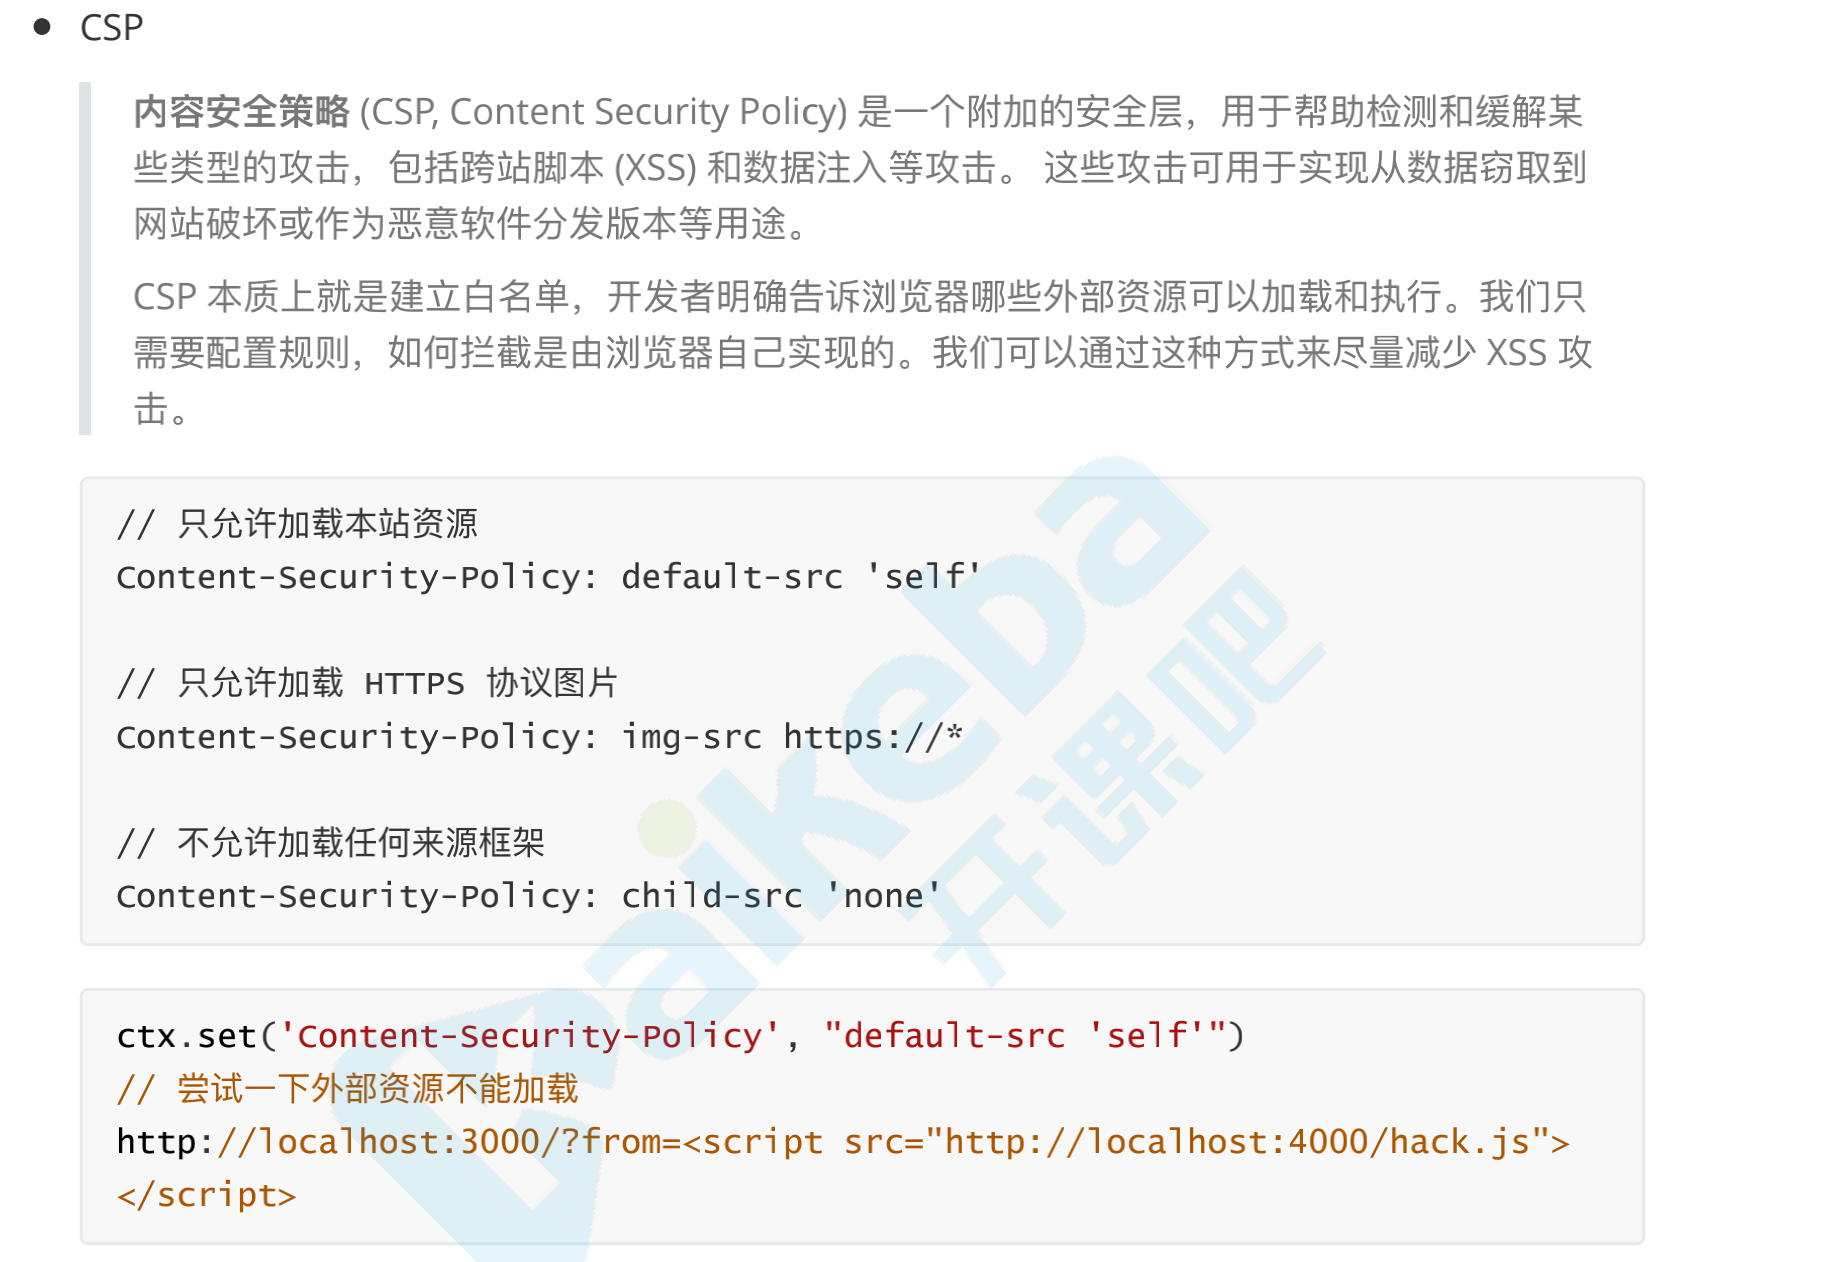 CSP
内容安全策略 (CSP, Content Security Policy) 是一个附加的安全层，用于帮助检测和缓解某
些类型的攻击，包括跨站脚本 (XSS) 和数据注入等攻击。 这些攻击可用于实现从数据窃取到
网站破坏或作为恶意软件分发版本等用途。
CSP 本质上就是建立白名单，开发者明确告诉浏览器哪些外部资源可以加载和执行。我们只
需要配置规则，如何拦截是由浏览器自己实现的。我们可以通过这种方式来尽量减少 XSS 攻
击。
// 只允许加载本站资源
Content-Security-Policy: default-src 'self'
// 只允许加载 HTTPS 协议图片
Content-Security-Policy: img-src https://*
// 不允许加载任何来源框架
Content-Security-Policy: child-src 'none'
ctx.set('Content-Security-Policy', "default-src 'self'")
// 尝试一下外部资源不能加载
http://localhost:3000/?from=<script src="http://localhost:4000/hack.js">
</script>
Kaikeba
开课吧